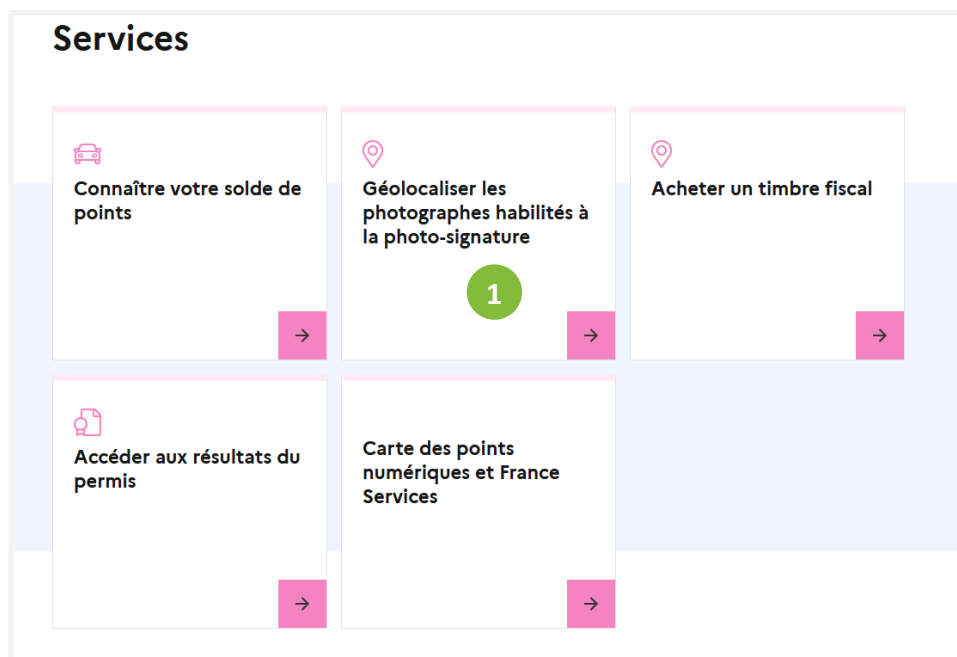 Services
Connaître votre solde de
points
Géolocaliser les
photographes habilités à
la photo-signature
1
Acheter un timbre fiscal
Accéder aux résultats du
permis
Carte des points
numériques et France
Services